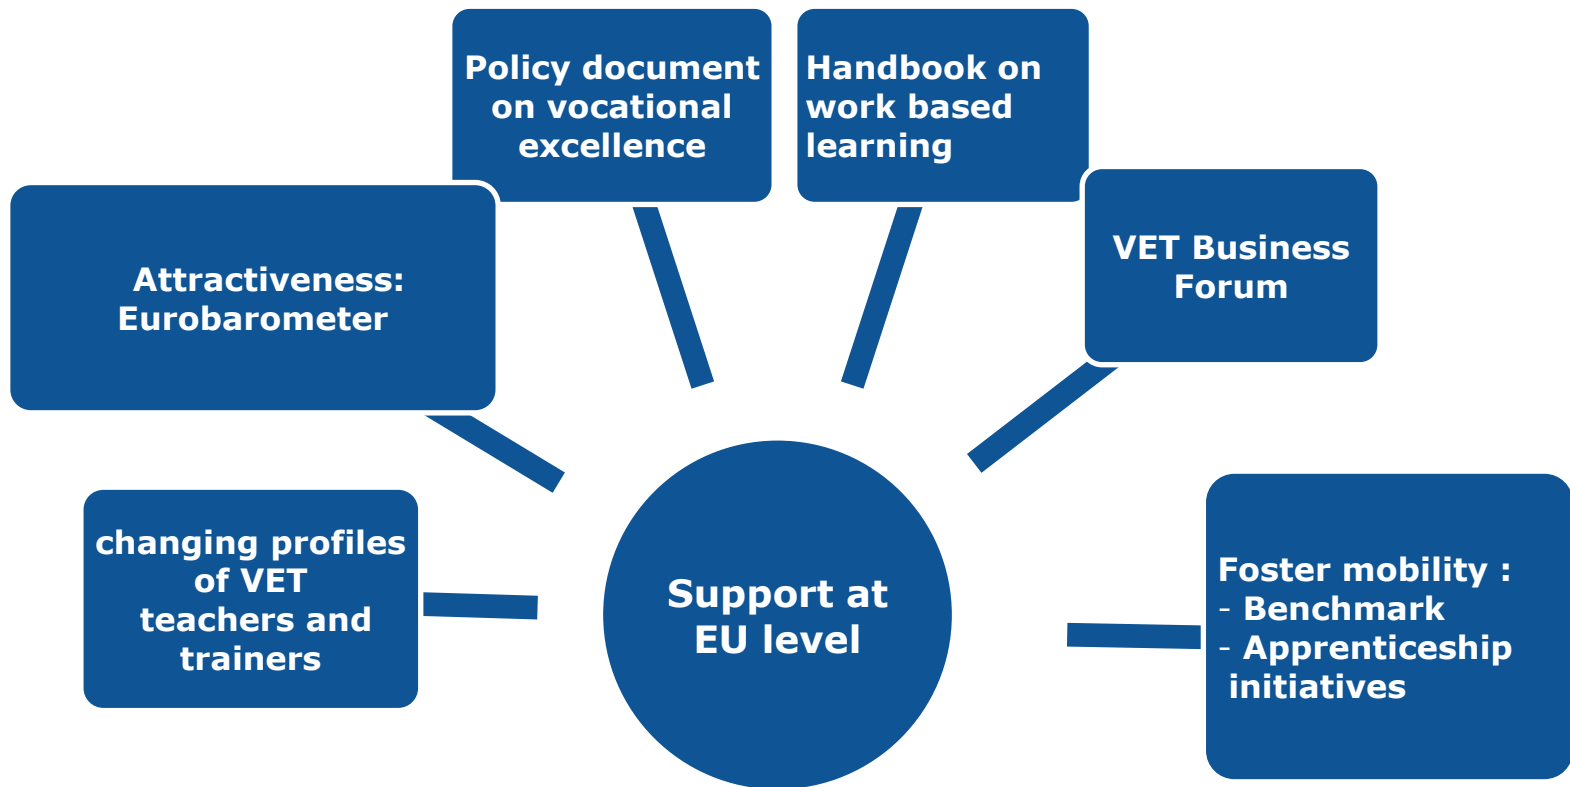 Policy document
on vocational
excellence
Handbook on
work based
learning
VET Business
Forum
Attractiveness:
Eurobarometer
changing profiles
of VET
teachers and
trainers
Support at
EU level
Foster mobility :
- Benchmark
- Apprenticeship
initiatives